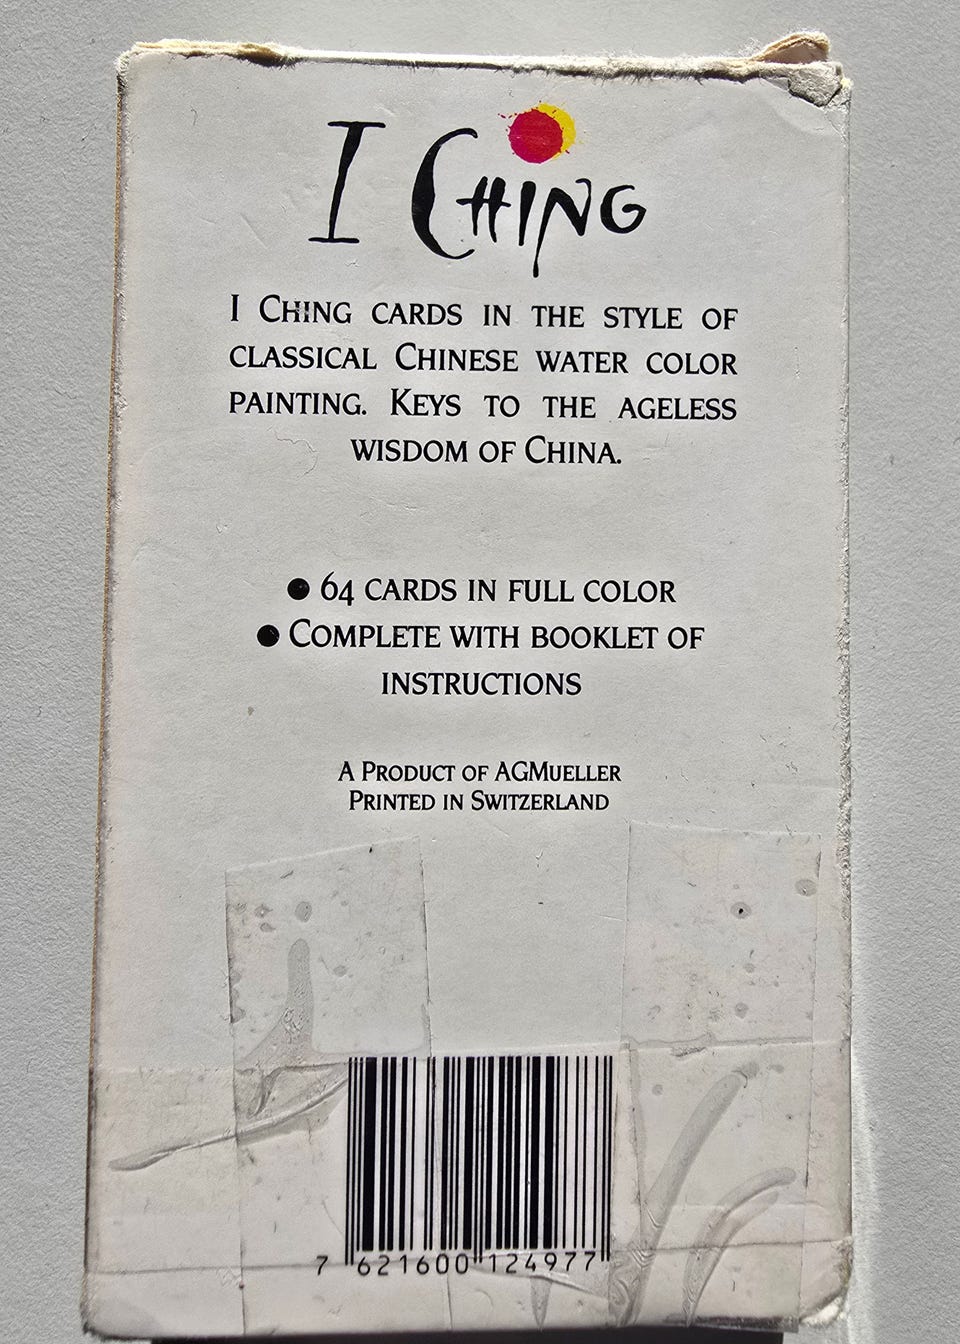 I CHING
I CHING CARDS IN THE STYLE OF
CLASSICAL CHINESE WATER COLOR
PAINTING. KEYS TO THE AGELESS
WISDOM OF CHINA.
● 64 CARDS IN FULL COLOR
● COMPLETE WITH BOOKLET OF
INSTRUCTIONS
A PRODUCT OF AGMUELLER
PRINTED IN SWITZERLAND
7 621600 124977